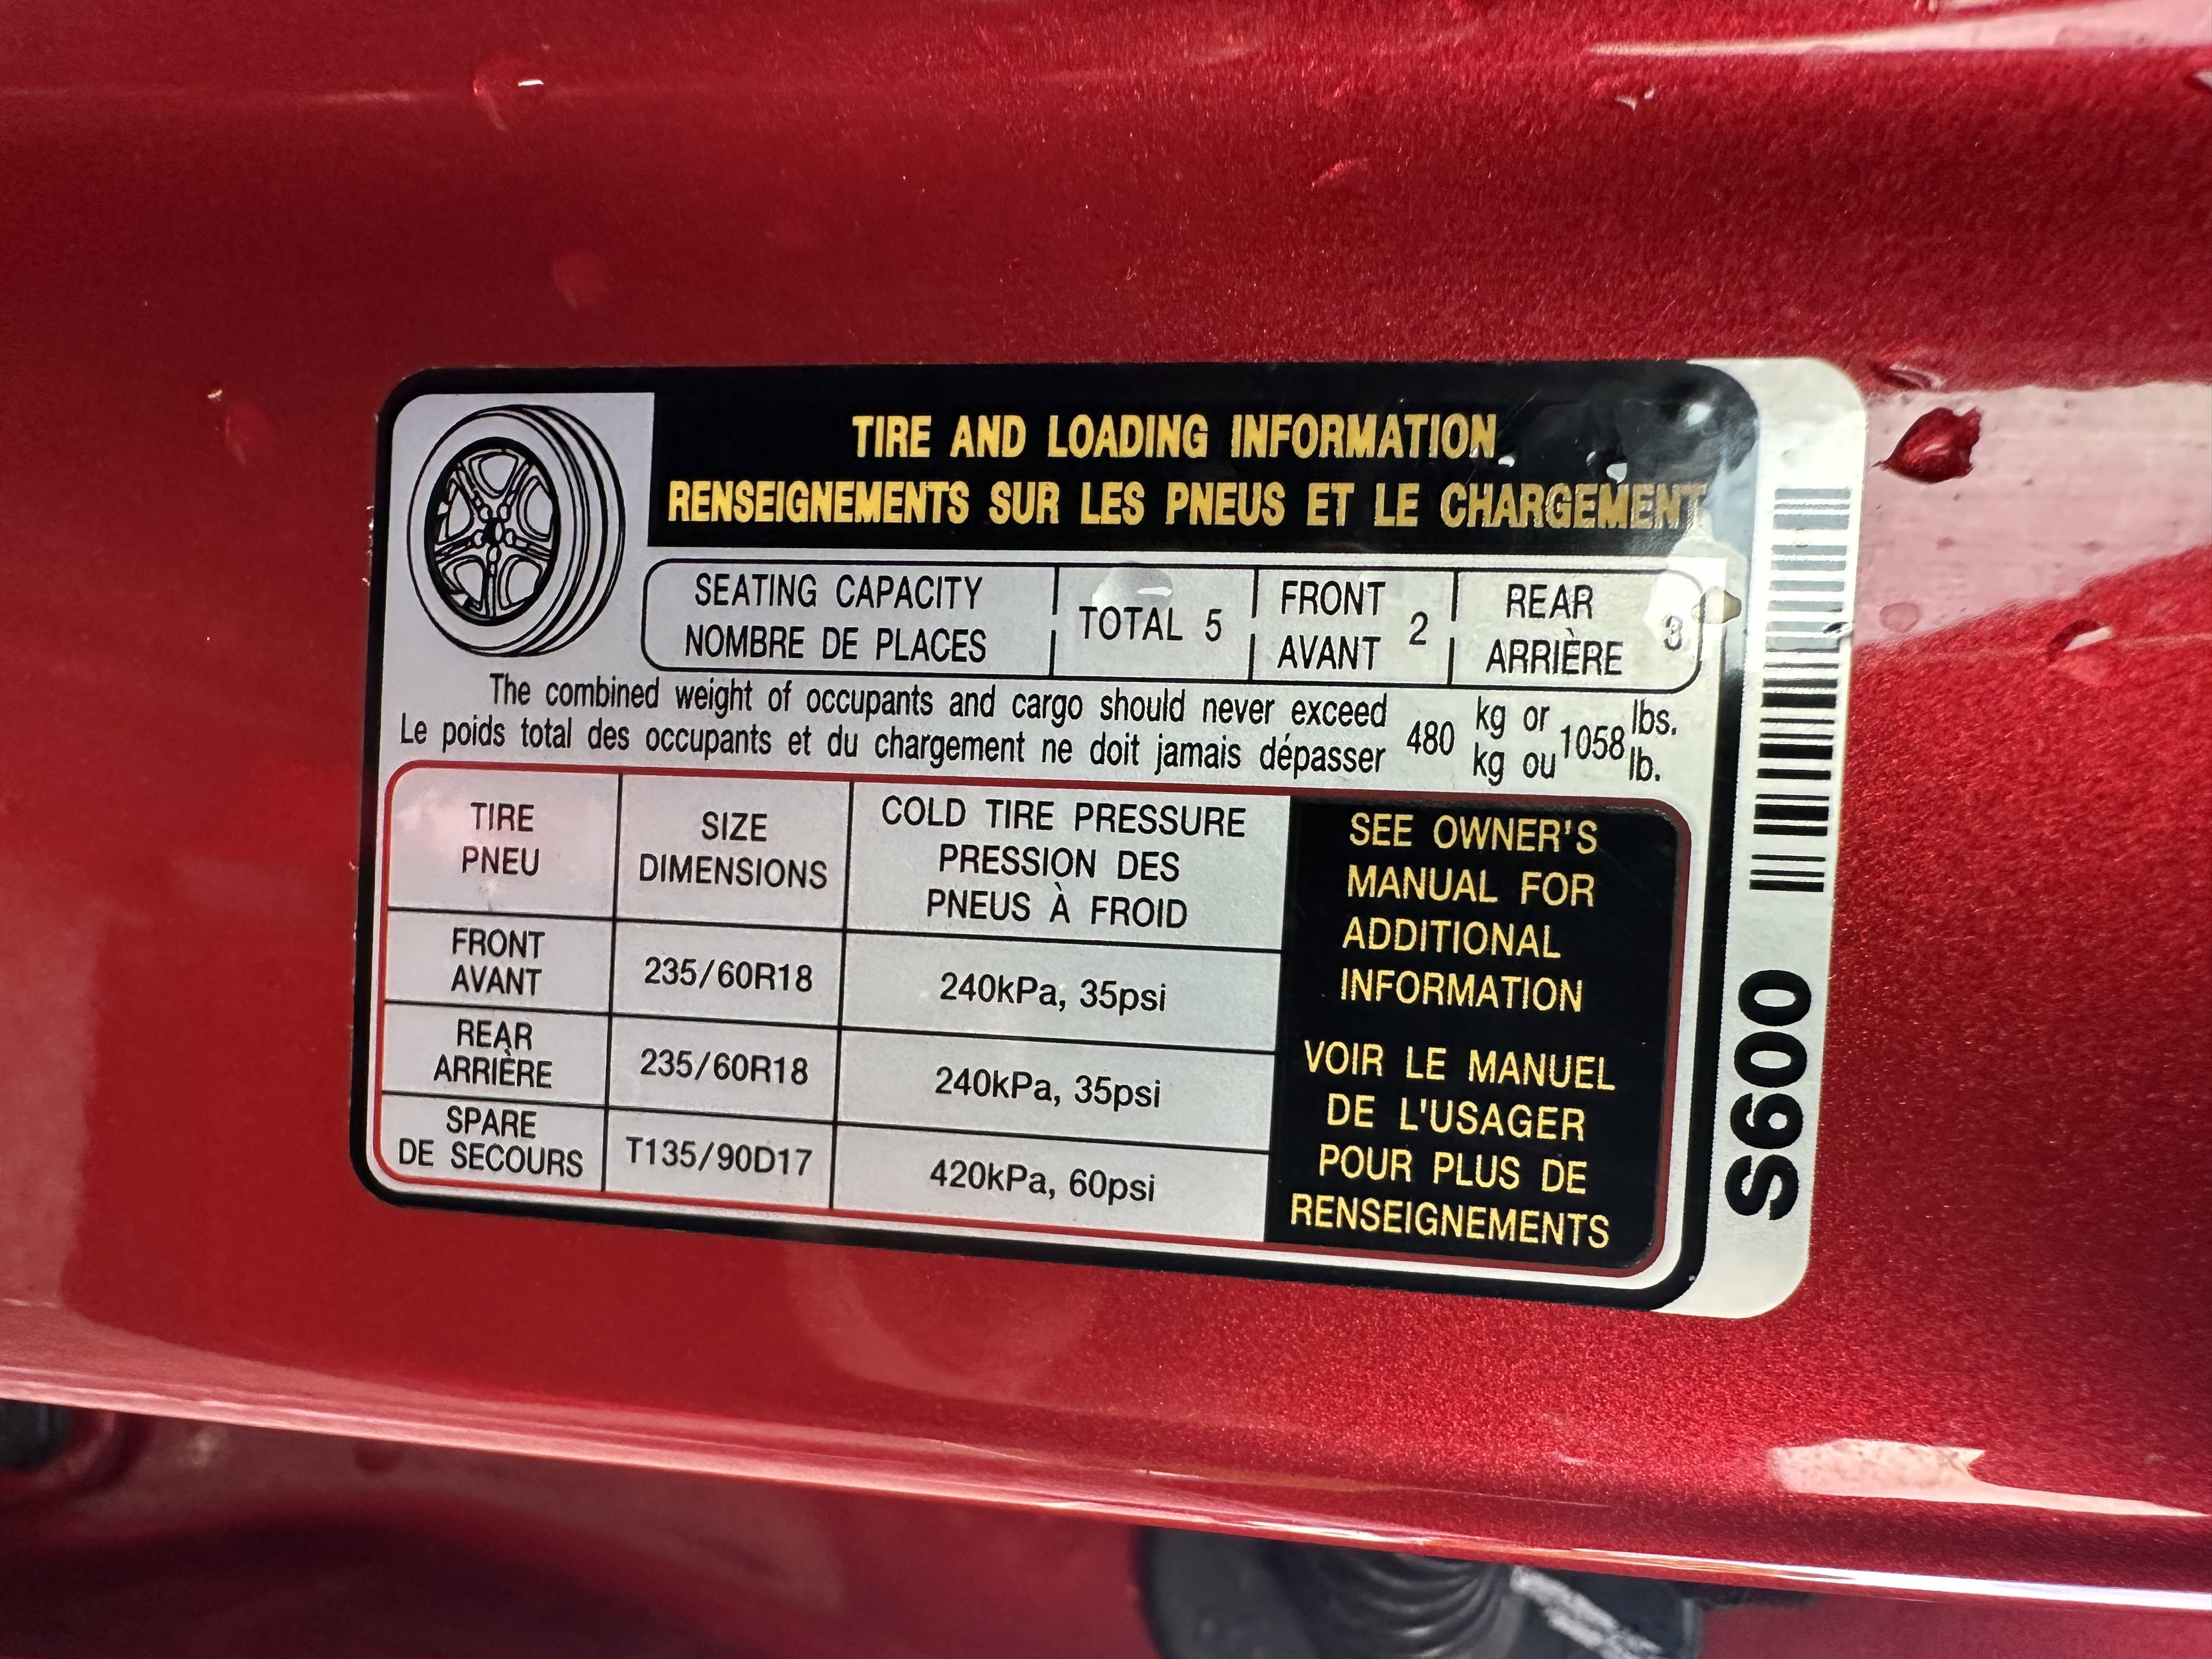 TIRE AND LOADING INFORMATION
RENSEIGNEMENTS SUR LES PNEUS ET LE CHARGEMENT
SEATING CAPACITY
NOMBRE DE PLACES
TOTAL 5
FRONT
AVANT 2
REAR
ARRIÈRE 3
The combined weight of occupants and cargo should never exceed 480 kg or 1058 lbs.
Le poids total des occupants et du chargement ne doit jamais dépasser 480 kg ou 1058 lb.
TIRE
PNEU
SIZE
DIMENSIONS
COLD TIRE PRESSURE
PRESSION DES
PNEUS À FROID
FRONT
AVANT
235/60R18
240kPa, 35psi
REAR
ARRIÈRE
235/60R18
240kPa, 35psi
SPARE
DE SECOURS
T135/90D17
420kPa, 60psi
SEE OWNER'S
MANUAL FOR
ADDITIONAL
INFORMATION
VOIR LE MANUEL
DE L'USAGER
POUR PLUS DE
RENSEIGNEMENTS
S600